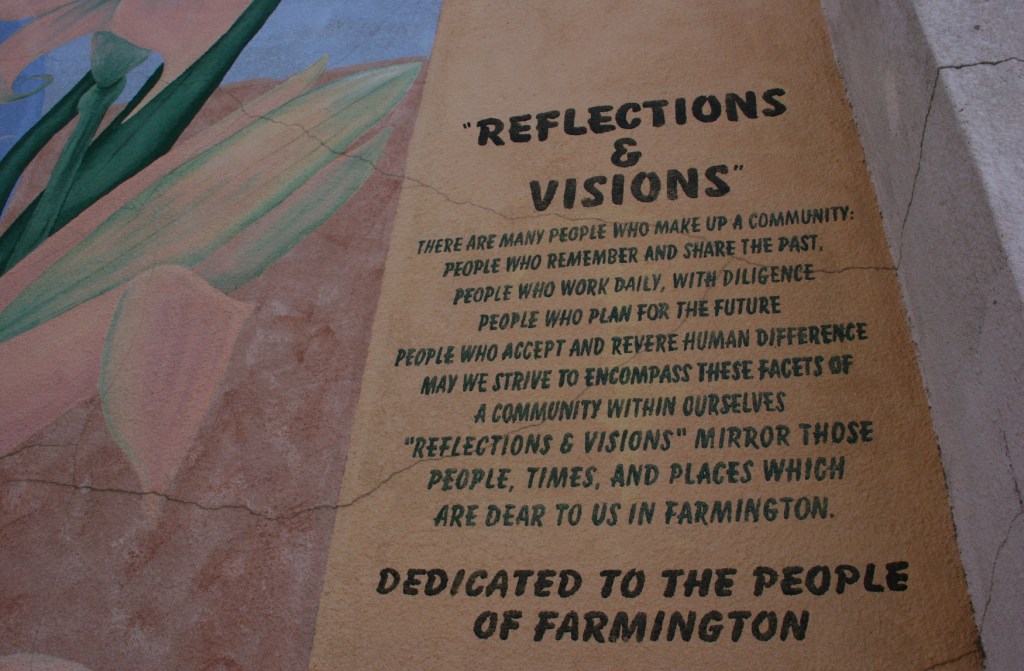 "REFLECTIONS
&
VISIONS"
THERE ARE MANY PEOPLE WHO MAKE UP A COMMUNITY:
PEOPLE WHO REMEMBER AND SHARE THE PAST,
PEOPLE WHO WORK DAILY, WITH DILIGENCE
PEOPLE WHO PLAN FOR THE FUTURE
PEOPLE WHO ACCEPT AND REVERE HUMAN DIFFERENCE
MAY WE STRIVE TO ENCOMPASS THESE FACETS OF
A COMMUNITY WITHIN OURSELVES
"REFLECTIONS & VISIONS" MIRROR THOSE
PEOPLE, TIMES, AND PLACES WHICH
ARE DEAR TO US IN FARMINGTON.
DEDICATED TO THE PEOPLE
OF FARMINGTON